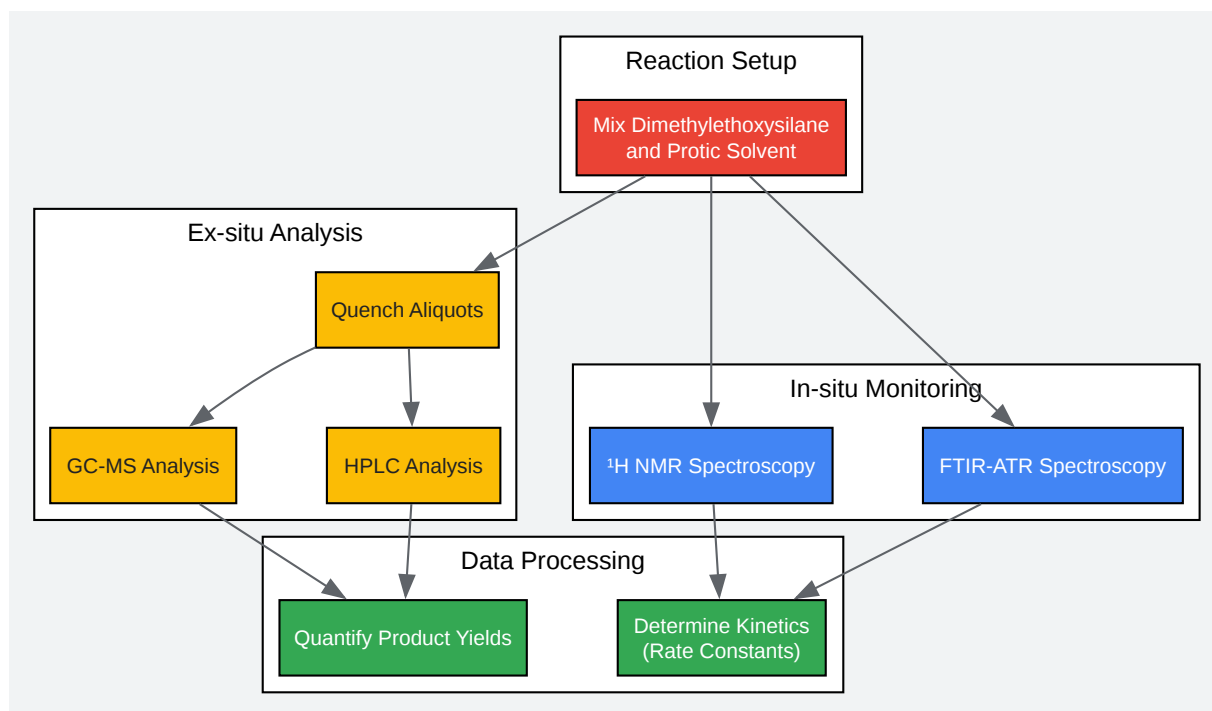 Reaction Setup
Mix Dimethylethoxysilane
and Protic Solvent
Ex-situ Analysis
Quench Aliquots
GC-MS Analysis
HPLC Analysis
In-situ Monitoring
¹H NMR Spectroscopy
FTIR-ATR Spectroscopy
Data Processing
Quantify Product Yields
Determine Kinetics
(Rate Constants)